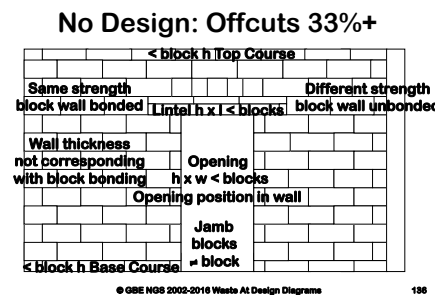 No Design: Offcuts 33%+
< block h Top Course
Same strength
block wall bonded
Different strength
block wall unbonded
Lintel h x l < blocks
Wall thickness
not corresponding
with block bonding
Opening
h x w < blocks
Opening position in wall
Jamb
blocks
≠ block
< block h Base Course
© GBE NGS 2002-2016 Waste At Design Diagrams
136